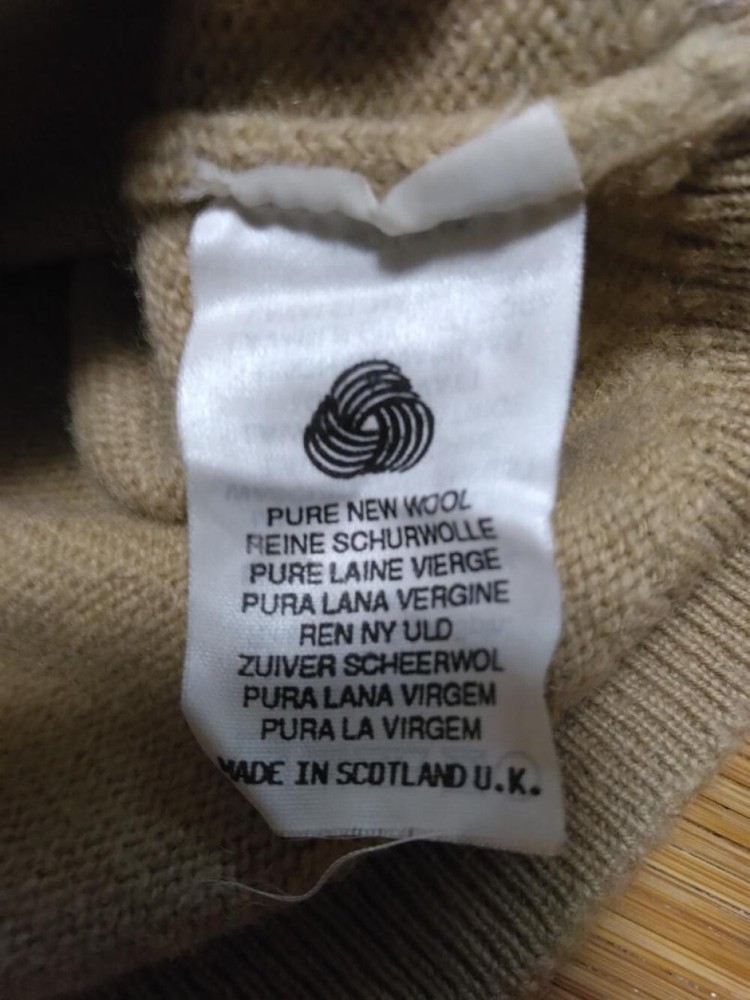 PURE NEW WOOL
REINE SCHURWOLLE
PURE LAINE VIERGE
PURA LANA VERGINE
REN NY ULD
ZUIVER SCHEERWOL
PURA LANA VIRGEM
PURA LA VIRGEM
MADE IN SCOTLAND U.K.